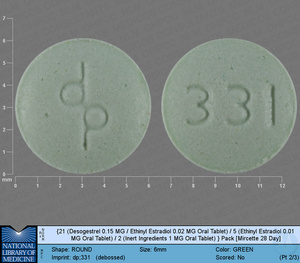 7
6
5
4
3
2
1
0
mm
dp
331
0 1 2 3 4 5 6 7 8 9 10 11 12
{21 (Desogestrel 0.15 MG / Ethinyl Estradiol 0.02 MG Oral Tablet) / 5 (Ethinyl Estradiol 0.01
MG Oral Tablet) / 2 (Inert Ingredients 1 MG Oral Tablet) } Pack [Mircette 28 Day]
NATIONAL
LIBRARY OF
MEDICINE
Shape: ROUND Size: 6mm Color: GREEN
Imprint: dp;331 (debossed) Score: No (Pt 2/3)